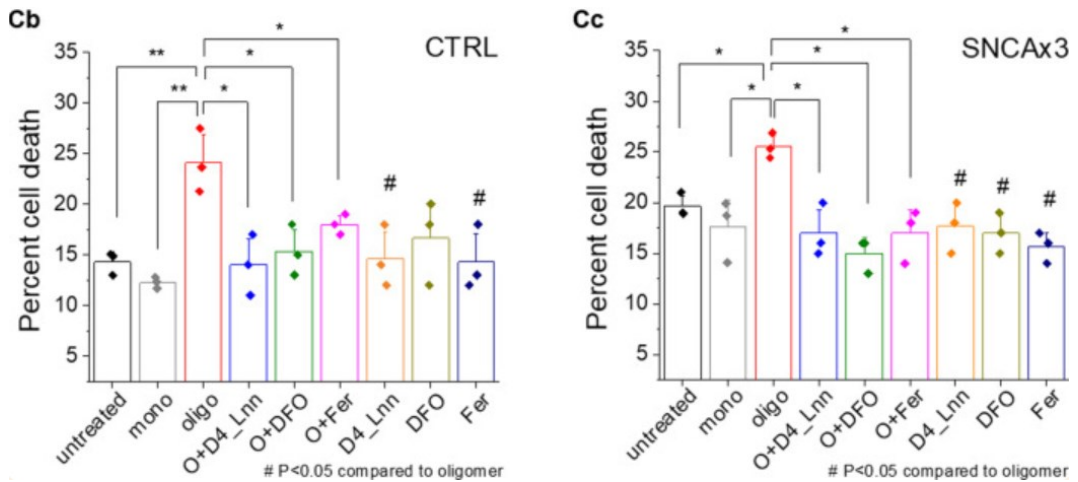 Cb
CTRL
Percent cell death
35
30
25
20
15
10
5
**
**
*
*
*
#
#
untreated
mono
oligo
O+D4_Lnn
O+DFO
O+Fer
D4_Lnn
DFO
Fer
# P<0.05 compared to oligomer
Cc
SNCAx3
Percent cell death
35
30
25
20
15
10
5
*
*
*
*
*
#
#
#
untreated
mono
oligo
O+D4_Lnn
O+DFO
O+Fer
D4_Lnn
DFO
Fer
# P<0.05 compared to oligomer